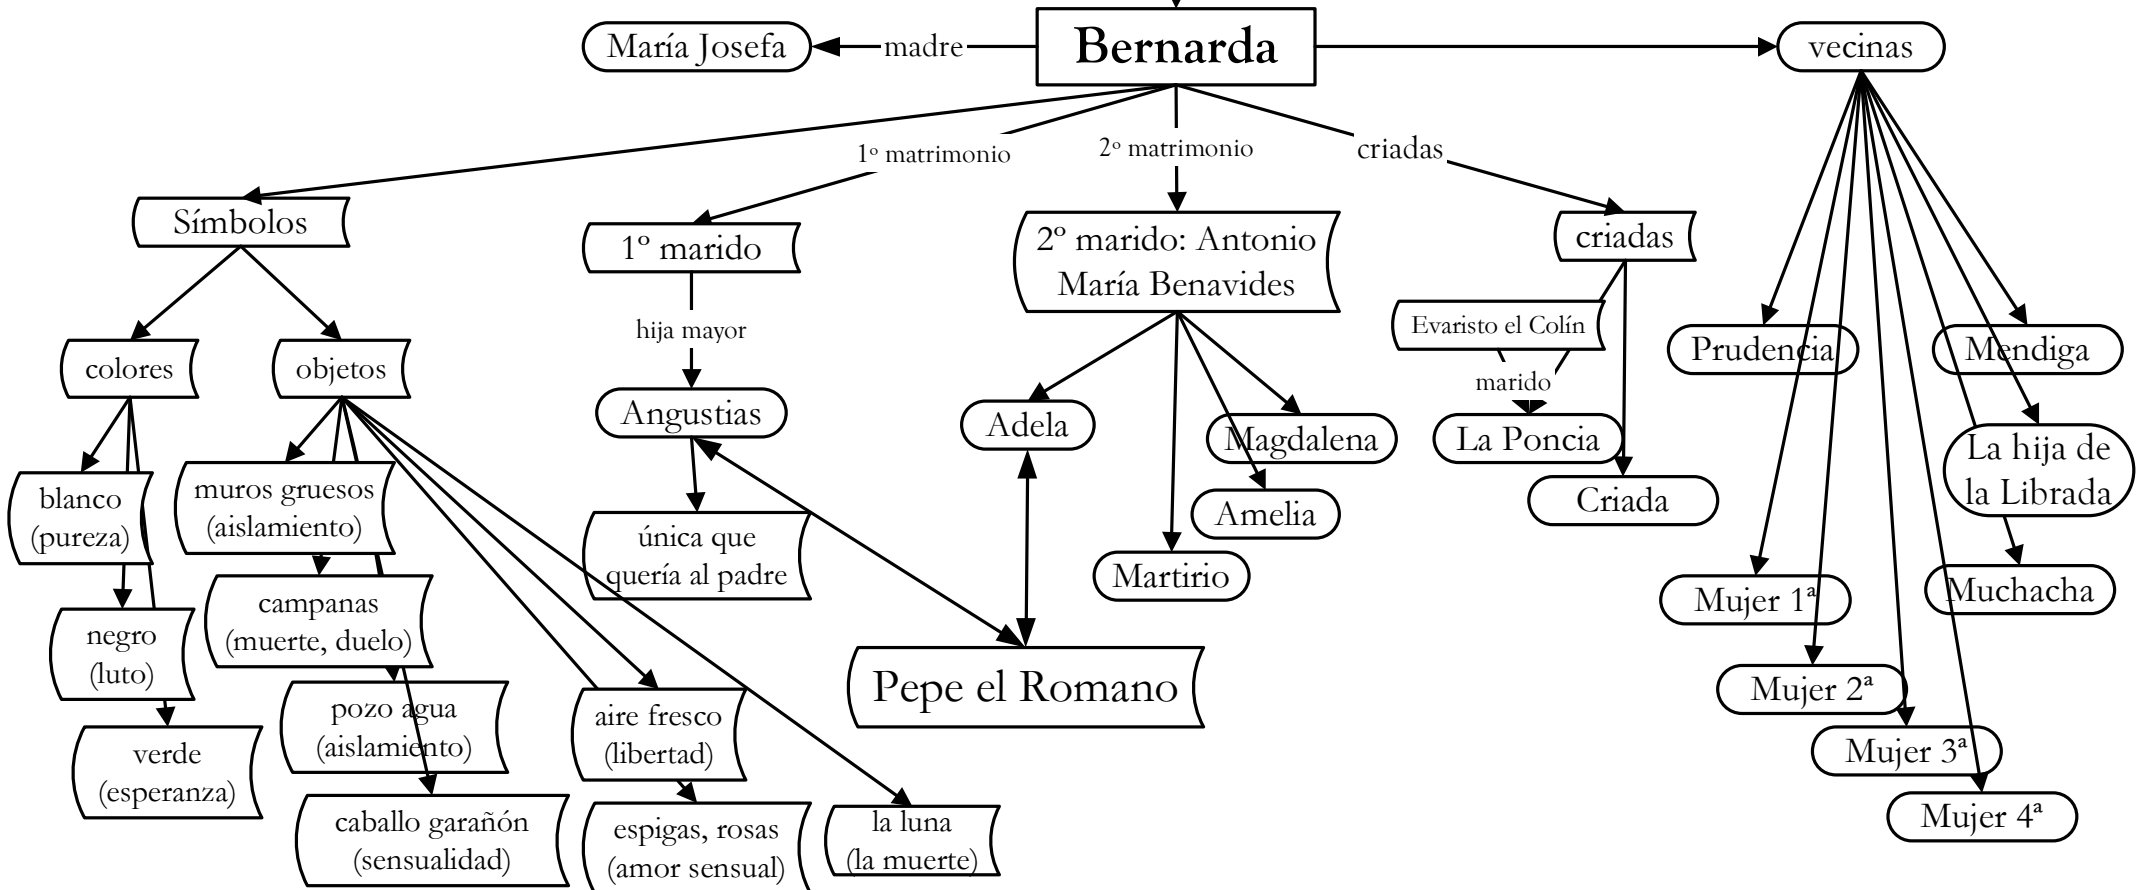 María Josefa
madre
Bernarda
vecinas
1º matrimonio
2º matrimonio
criadas
Símbolos
1º marido
2º marido: Antonio
María Benavides
criadas
Evaristo el Colín
marido
hija mayor
colores
objetos
Angustias
Adela
Magdalena
La Poncia
Prudencia
Mendiga
blanco
(pureza)
muros gruesos
(aislamiento)
única que
quería al padre
Amelia
Criada
La hija de
la Librada
Martirio
Mujer 1ª
Muchacha
negro
(luto)
campanas
(muerte, duelo)
Pepe el Romano
Mujer 2ª
verde
(esperanza)
pozo agua
(aislamiento)
aire fresco
(libertad)
Mujer 3ª
caballo garañón
(sensualidad)
espigas, rosas
(amor sensual)
la luna
(la muerte)
Mujer 4ª